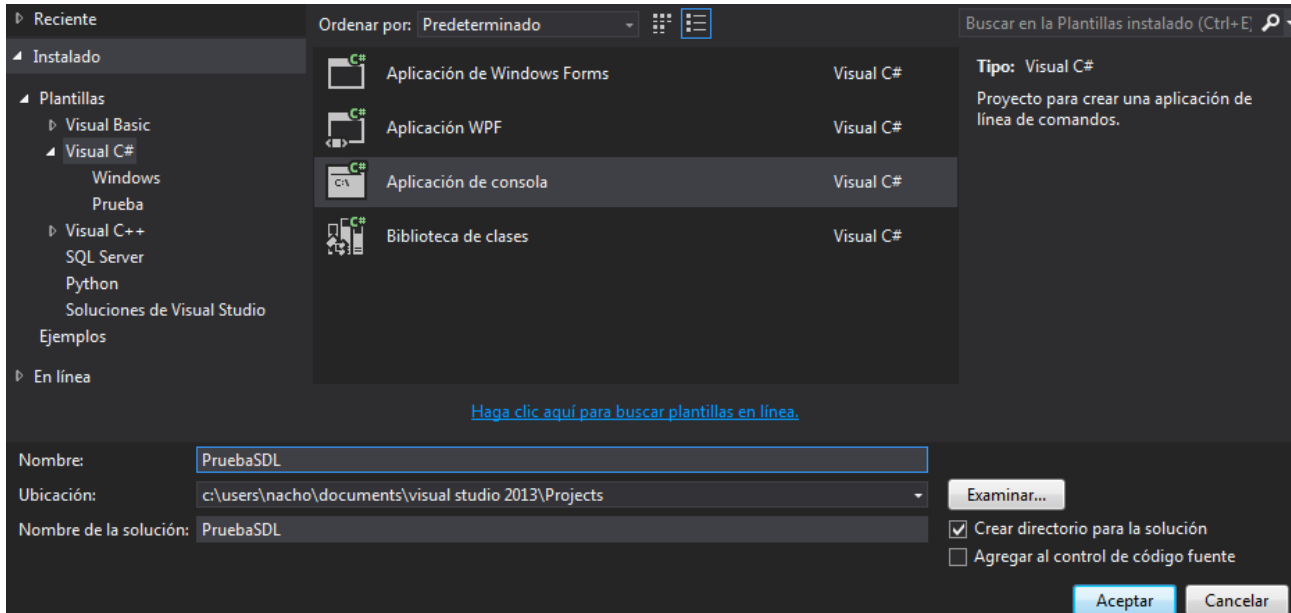 Reciente
Instalado
Plantillas
Visual Basic
Visual C#
Windows
Prueba
Visual C++
SQL Server
Python
Soluciones de Visual Studio
Ejemplos
En línea
Ordenar por: Predeterminado
C# Aplicación de Windows Forms Visual C#
C# Aplicación WPF Visual C#
C# C:\ Aplicación de consola Visual C#
C# Biblioteca de clases Visual C#
Haga clic aquí para buscar plantillas en línea.
Buscar en la Plantillas instalado (Ctrl+E)
Tipo: Visual C#
Proyecto para crear una aplicación de
línea de comandos.
Nombre: PruebaSDL
Ubicación: c:\users\nacho\documents\visual studio 2013\Projects Examinar...
Nombre de la solución: PruebaSDL
Crear directorio para la solución
Agregar al control de código fuente
Aceptar Cancelar